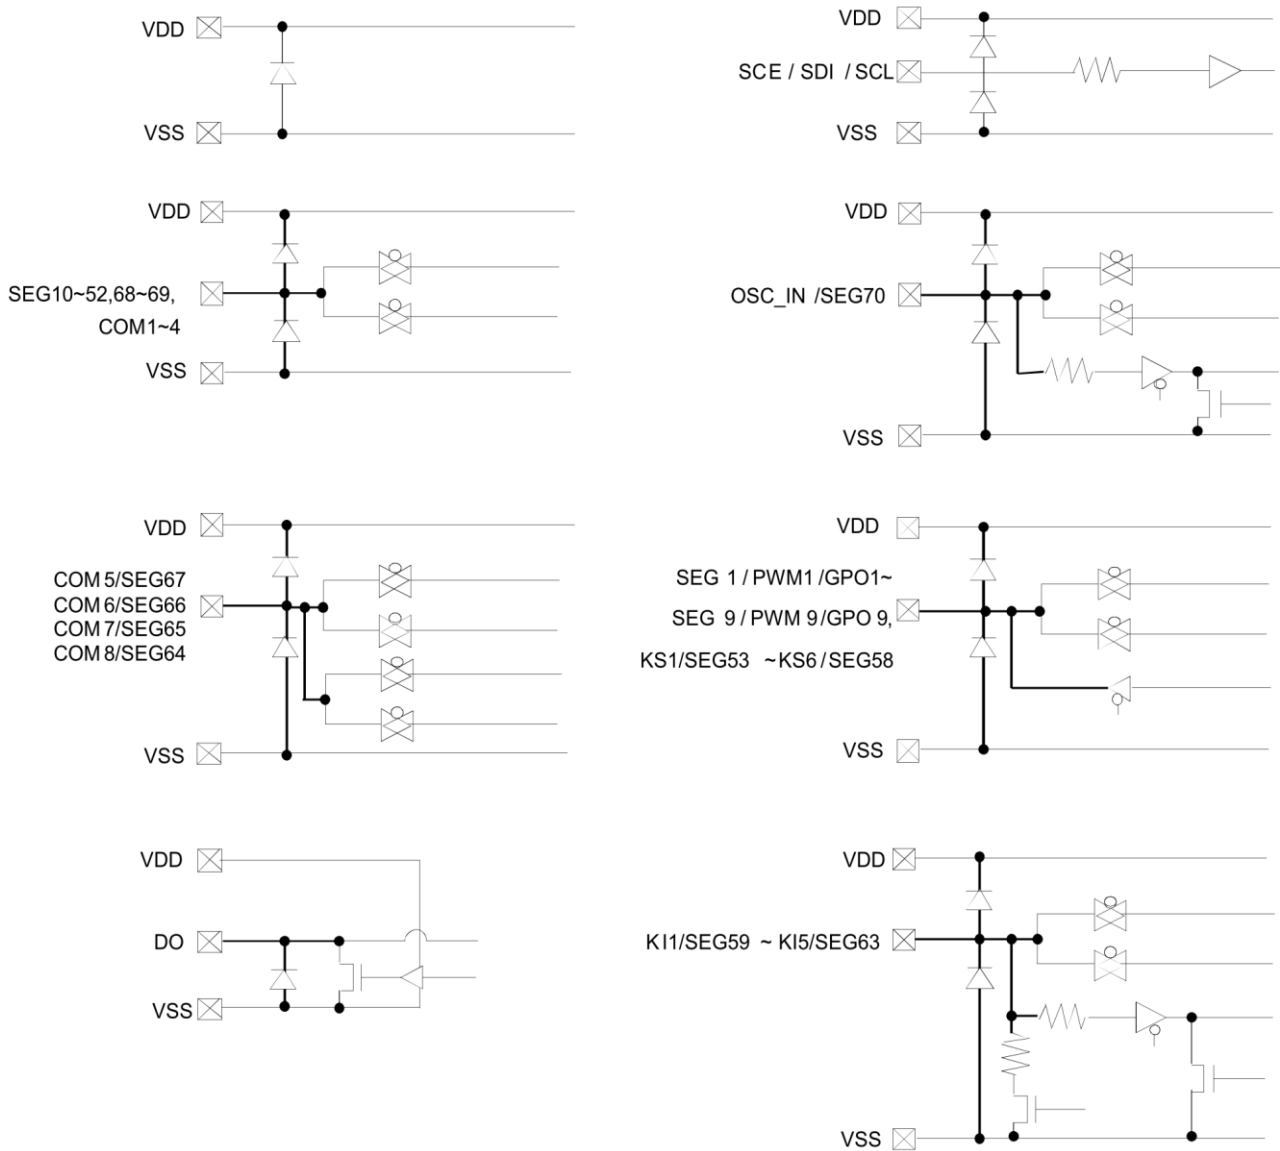 VDD
VSS
VDD
SCE / SDI / SCL
VSS
VDD
SEG10~52,68~69,
COM1~4
VSS
VDD
OSC_IN /SEG70
VSS
VDD
COM 5/SEG67
COM 6/SEG66
COM 7/SEG65
COM 8/SEG64
VSS
VDD
SEG 1 / PWM1 /GPO1~
SEG 9 / PWM 9 /GPO 9,
KS1/SEG53 ~KS6 / SEG58
VSS
VDD
DO
VSS
VDD
KI1/SEG59 ~ KI5/SEG63
VSS